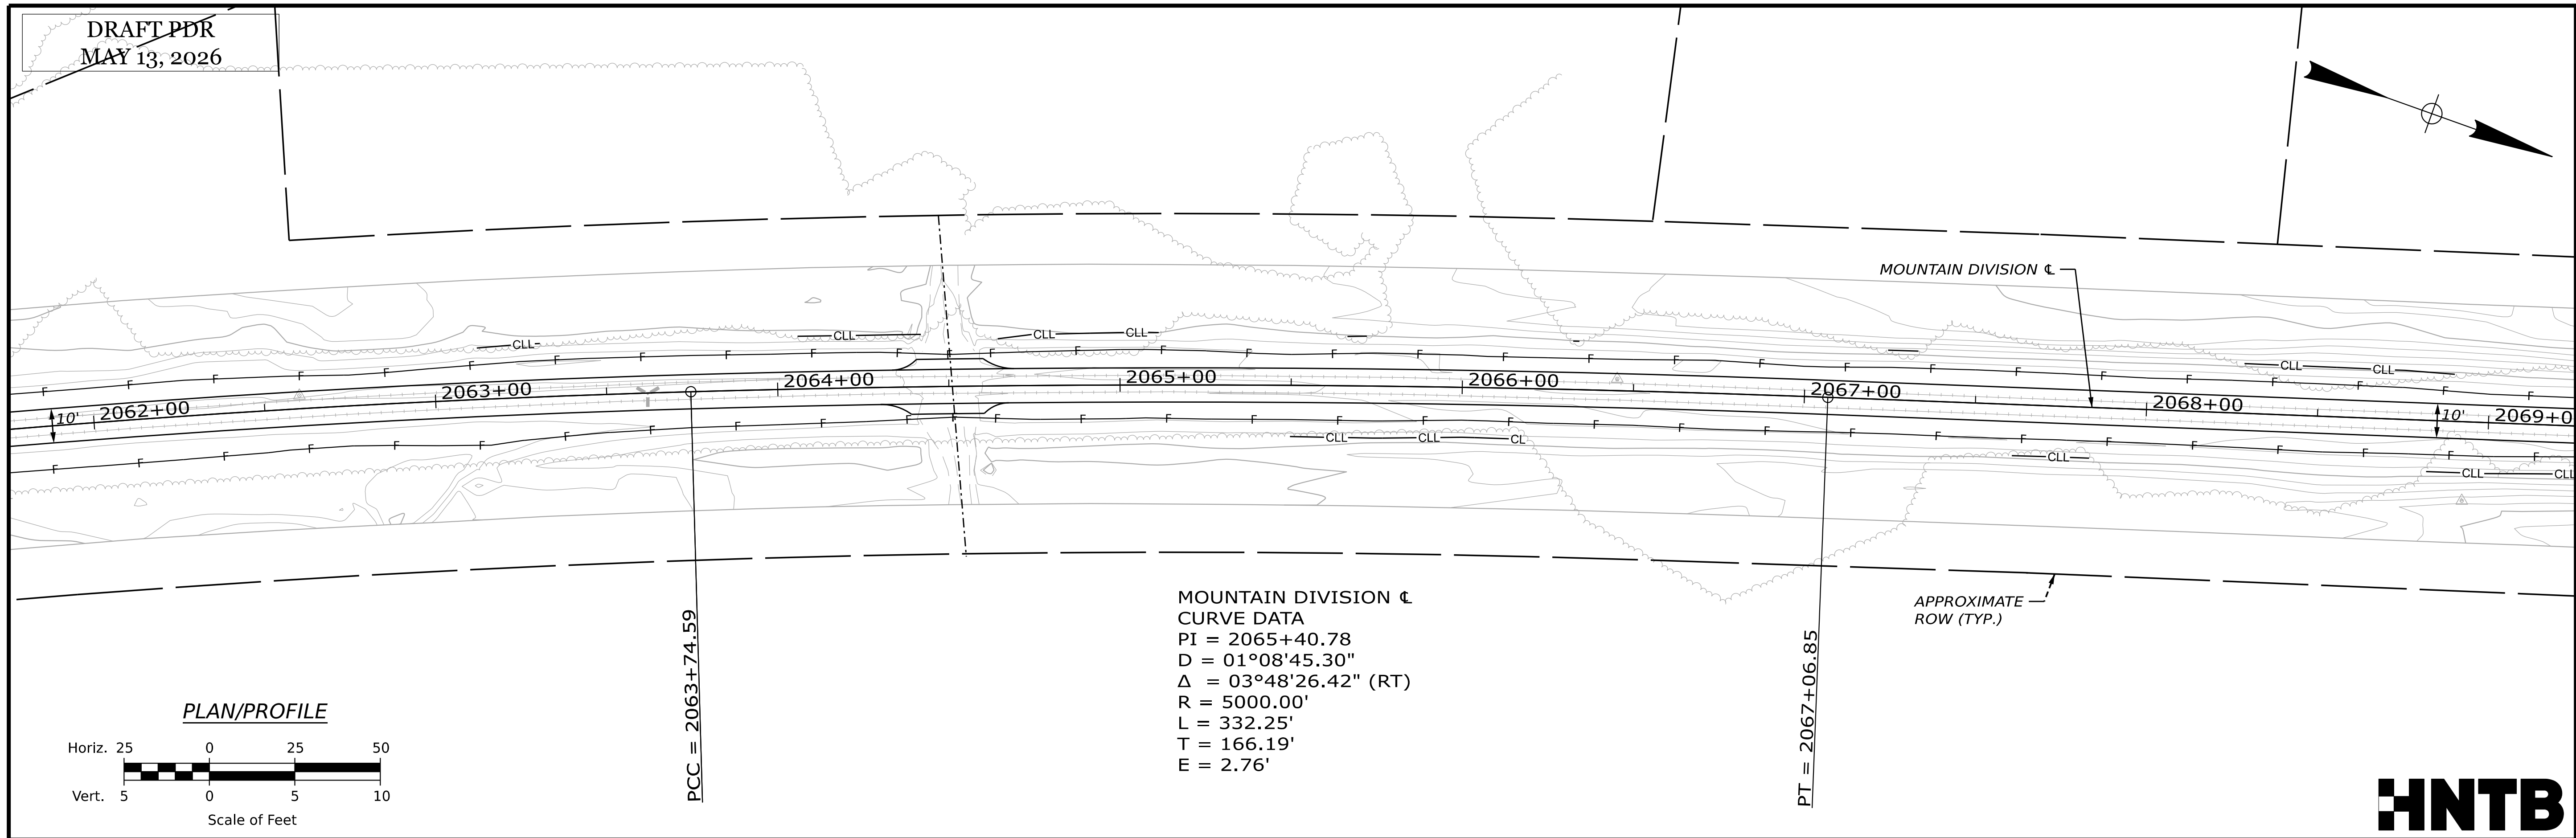 DRAFT PDR
MAY 13, 2026
MOUNTAIN DIVISION ℄
CLL
CLL
CLL
CLL
CLL
CLL
F F F F F F F F F F F F F F F F F F F F F F F F F F F F F F
2062+00
2063+00
2064+00
2065+00
2066+00
2067+00
2068+00
2069+0
10'
10'
F F F F F F F F F F F F F F F F F F F F F F F F F F F F F F
CLL
CLL
CL
CLL
CLL
CLL
PCC = 2063+74.59
PT = 2067+06.85
APPROXIMATE
ROW (TYP.)
MOUNTAIN DIVISION ℄
CURVE DATA
PI = 2065+40.78
D = 01°08'45.30"
Δ = 03°48'26.42" (RT)
R = 5000.00'
L = 332.25'
T = 166.19'
E = 2.76'
PLAN/PROFILE
Horiz. 25 0 25 50
Vert. 5 0 5 10
Scale of Feet
HNTB